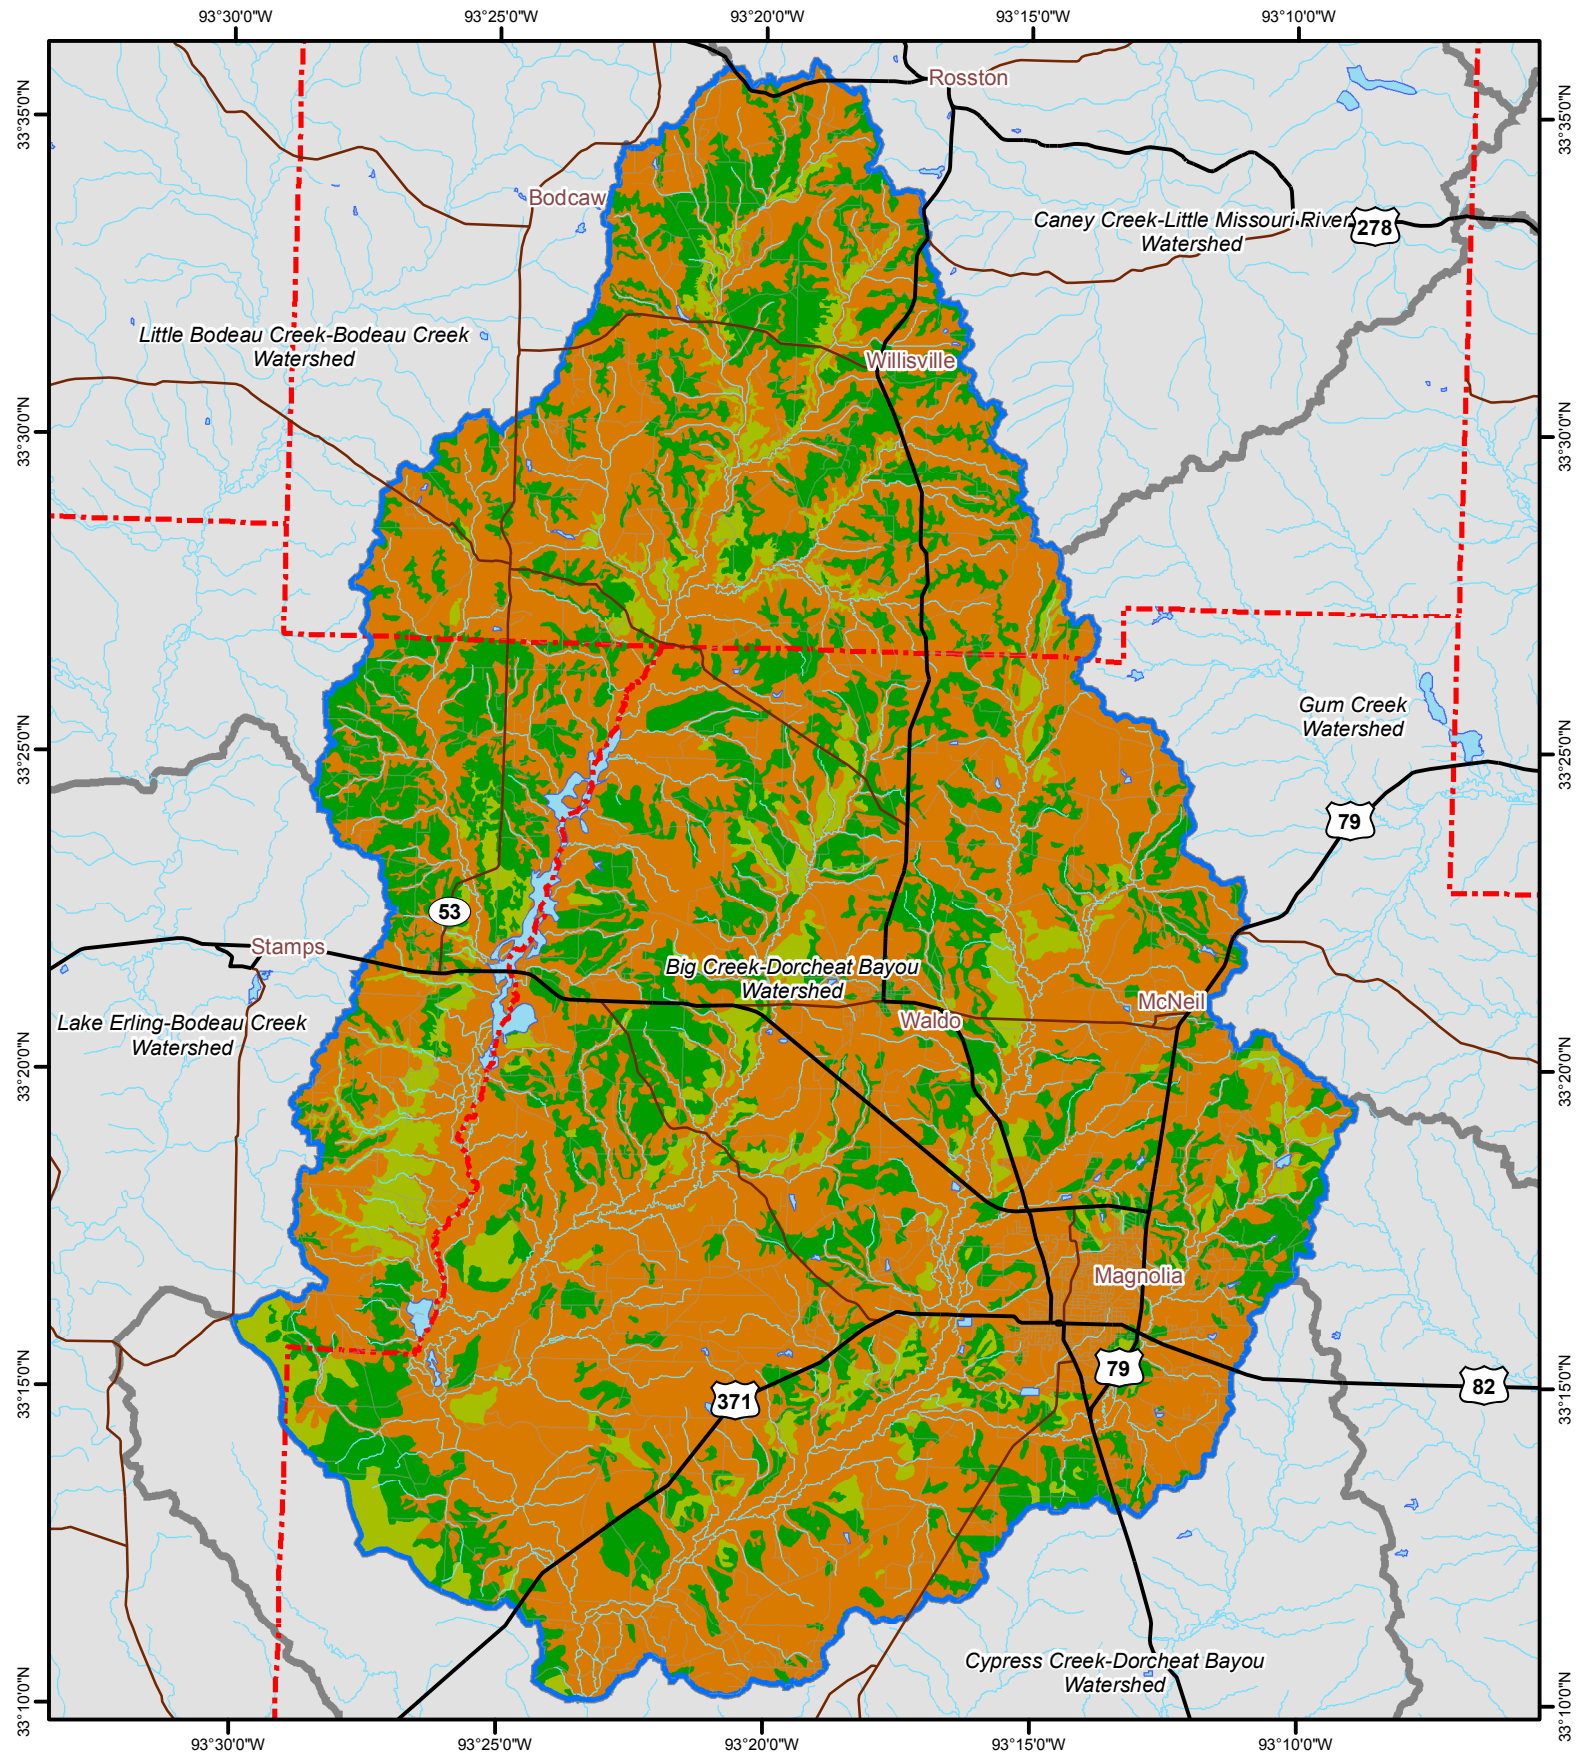 93°30'0"W
93°25'0"W
93°20'0"W
93°15'0"W
93°10'0"W
33°35'0"N
33°35'0"N
Rosston
Bodcaw
Caney Creek-Little Missouri River
Watershed
278
Little Bodeau Creek-Bodeau Creek
Watershed
Willisville
33°30'0"N
33°30'0"N
Gum Creek
Watershed
33°25'0"N
33°25'0"N
79
53
Stamps
Big Creek-Dorcheat Bayou
Watershed
McNeil
Waldo
Lake Erling-Bodeau Creek
Watershed
33°20'0"N
33°20'0"N
Magnolia
79
371
82
33°15'0"N
33°15'0"N
Cypress Creek-Dorcheat Bayou
Watershed
33°10'0"N
33°10'0"N
93°30'0"W
93°25'0"W
93°20'0"W
93°15'0"W
93°10'0"W